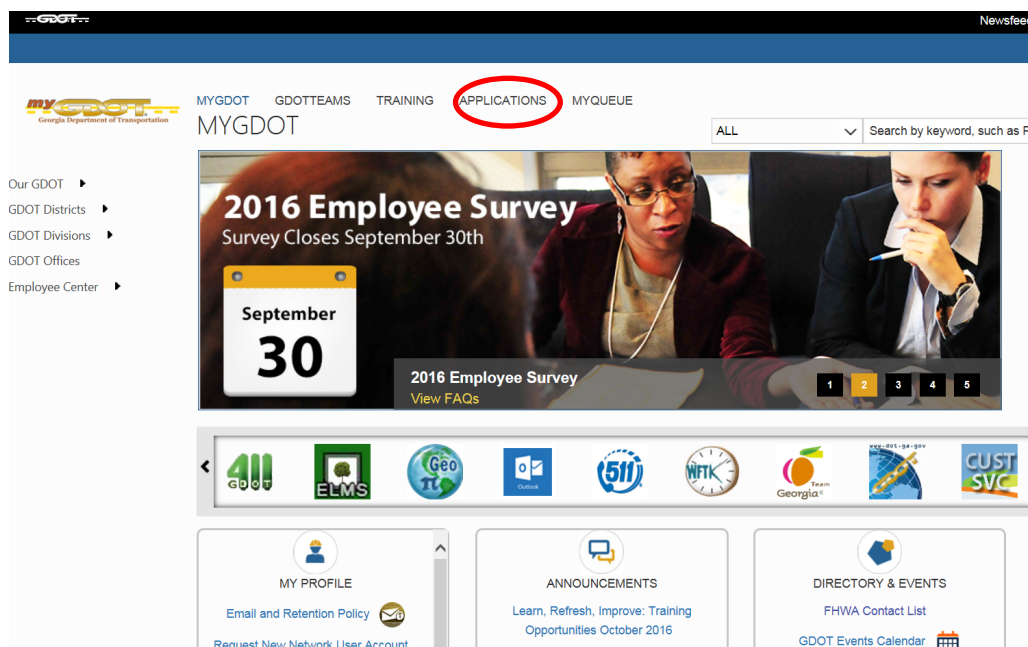 GDOT
Newsfeed
my GDOT
Georgia Department of Transportation
MYGDOT GDOTTEAMS TRAINING APPLICATIONS MYQUEUE
MYGDOT
ALL
Search by keyword, such as
Our GDOT
GDOT Districts
GDOT Divisions
GDOT Offices
Employee Center
2016 Employee Survey
Survey Closes September 30th
September
30
2016 Employee Survey
View FAQs
1 2 3 4 5
411
GDOT
ELMS
Geo
π
Outlook
511
WFTK
Team
Georgia
www.dot.ga.gov
CUST
SVC
MY PROFILE
Email and Retention Policy
Request New Network User Account
ANNOUNCEMENTS
Learn, Refresh, Improve: Training
Opportunities October 2016
DIRECTORY & EVENTS
FHWA Contact List
GDOT Events Calendar